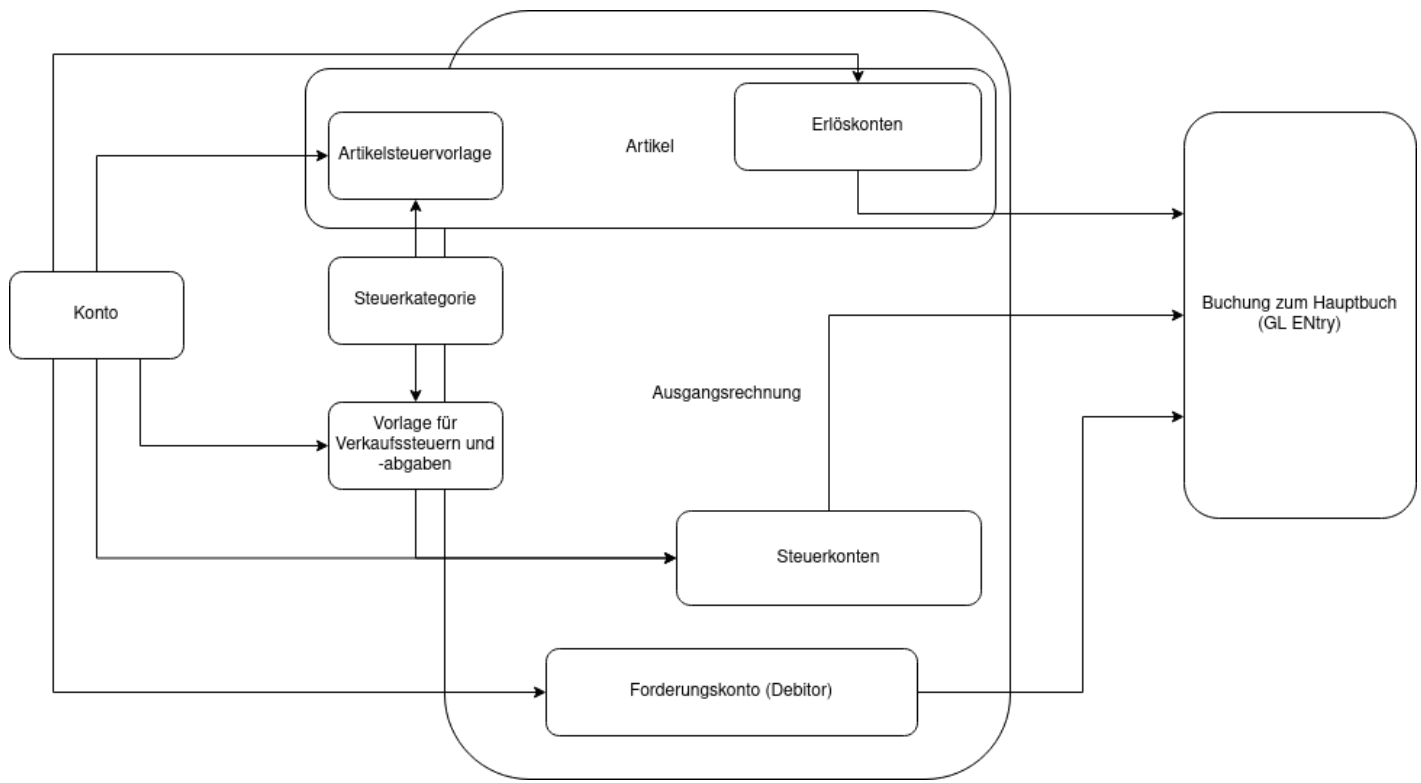 Erlöskonten
Artikelsteuervorlage
Artikel
Steuerkategorie
Konto
Buchung zum Hauptbuch
(GL ENtry)
Ausgangsrechnung
Vorlage für
Verkaufssteuern und
-abgaben
Steuerkonten
Forderungskonto (Debitor)